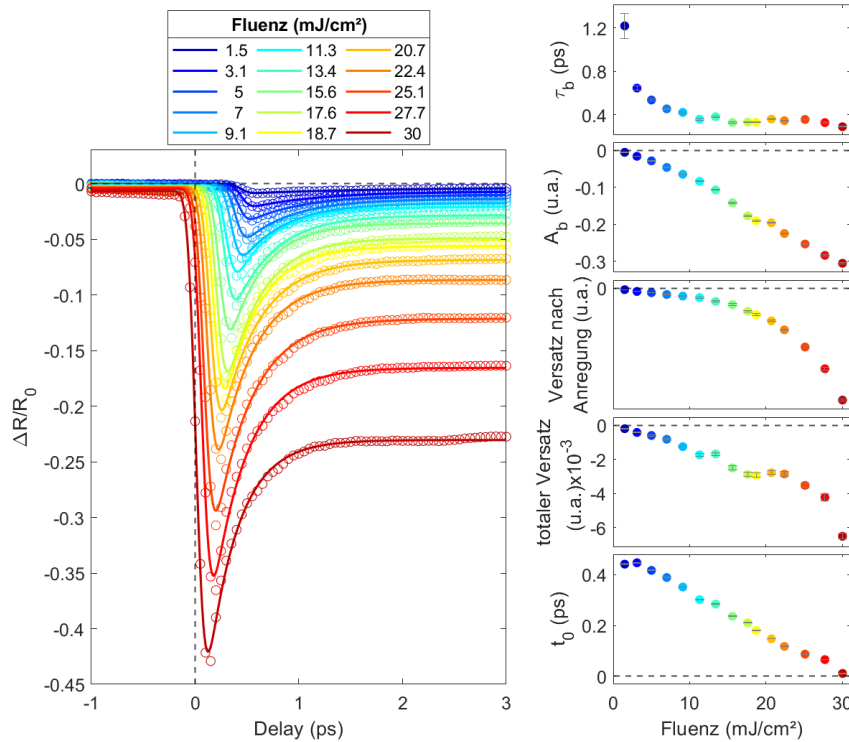 Fluenz (mJ/cm²)
1.5 11.3 20.7
3.1 13.4 22.4
5 15.6 25.1
7 17.6 27.7
9.1 18.7 30
0
-0.05
-0.1
-0.15
-0.2
-0.25
-0.3
-0.35
-0.4
-0.45
ΔR/R₀
-1 0 1 2 3
Delay (ps)
1.2
0.8
0.4
τ_b (ps)
0
-0.1
-0.2
-0.3
A_b (u.a.)
0
Versatz nach
Anregung (u.a.)
0
-2
-4
-6
totaler Versatz
(u.a.)x10⁻³
0.4
0.2
0
t₀ (ps)
0 10 20 30
Fluenz (mJ/cm²)